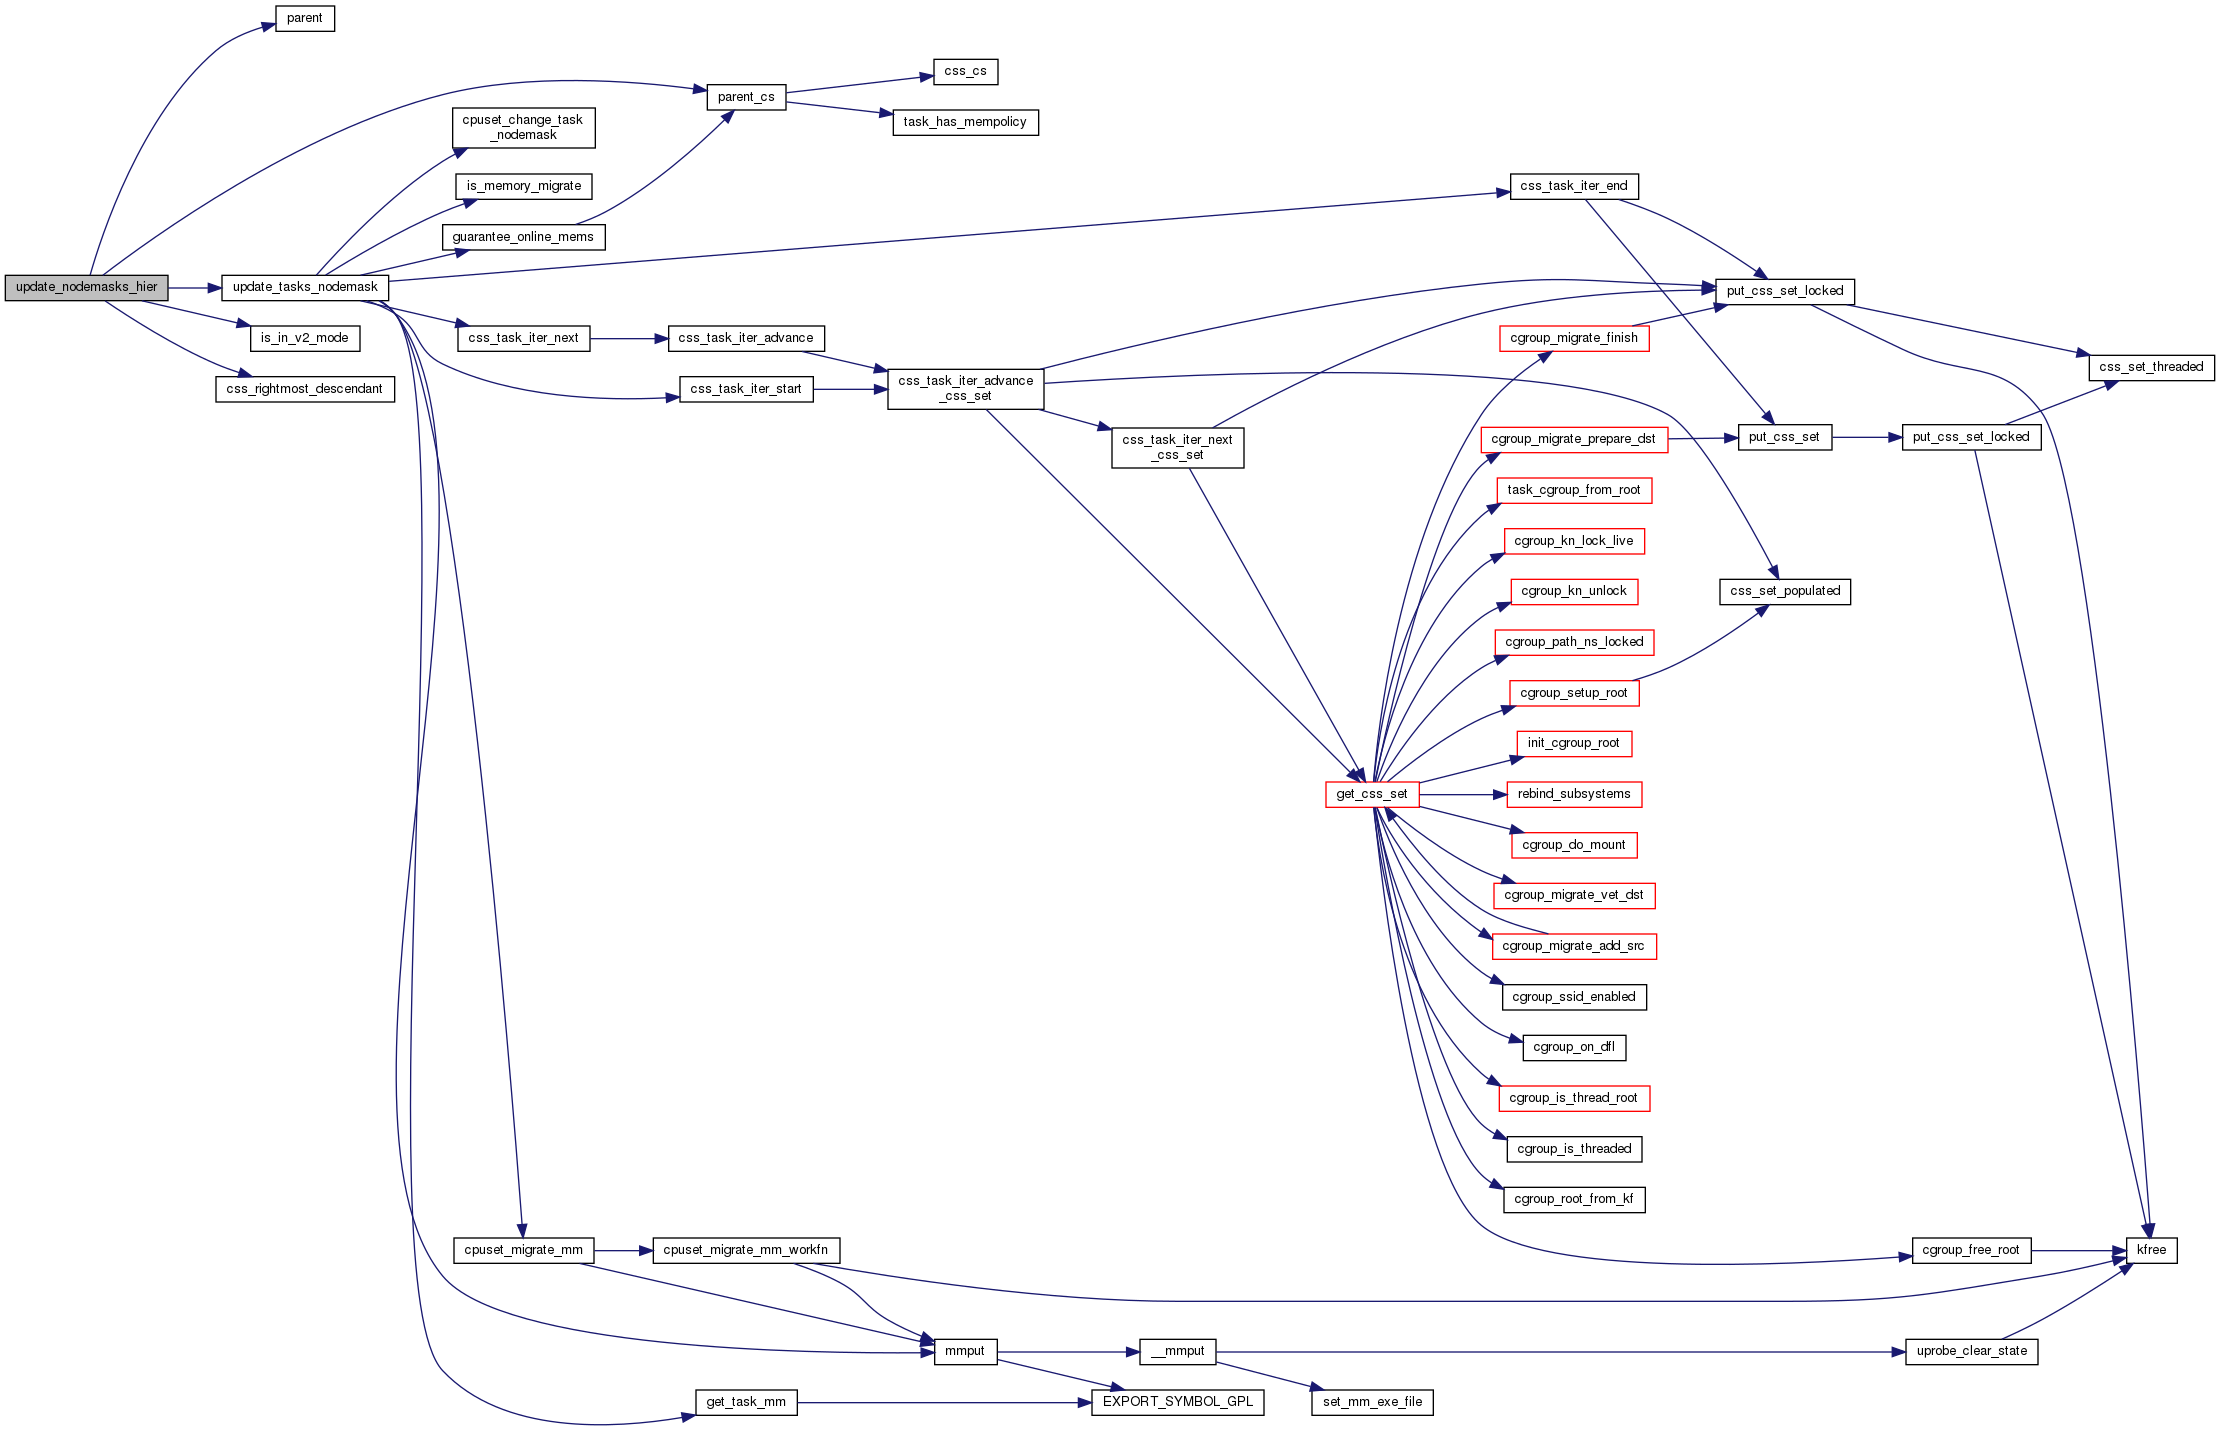 parent
css_cs
parent_cs
task_has_mempolicy
cpuset_change_task
_nodemask
is_memory_migrate
css_task_iter_end
guarantee_online_mems
update_nodemasks_hier
update_tasks_nodemask
put_css_set_locked
is_in_v2_mode
css_task_iter_next
css_task_iter_advance
cgroup_migrate_finish
css_set_threaded
css_rightmost_descendant
css_task_iter_start
css_task_iter_advance
_css_set
css_task_iter_next
_css_set
cgroup_migrate_prepare_dst
put_css_set
put_css_set_locked
task_cgroup_from_root
cgroup_kn_lock_live
cgroup_kn_unlock
css_set_populated
cgroup_path_ns_locked
cgroup_setup_root
init_cgroup_root
get_css_set
rebind_subsystems
cgroup_do_mount
cgroup_migrate_vet_dst
cgroup_migrate_add_src
cgroup_ssid_enabled
cgroup_on_dfl
cgroup_is_thread_root
cgroup_is_threaded
cgroup_root_from_kf
cpuset_migrate_mm
cpuset_migrate_mm_workfn
cgroup_free_root
kfree
mmput
__mmput
uprobe_clear_state
get_task_mm
EXPORT_SYMBOL_GPL
set_mm_exe_file